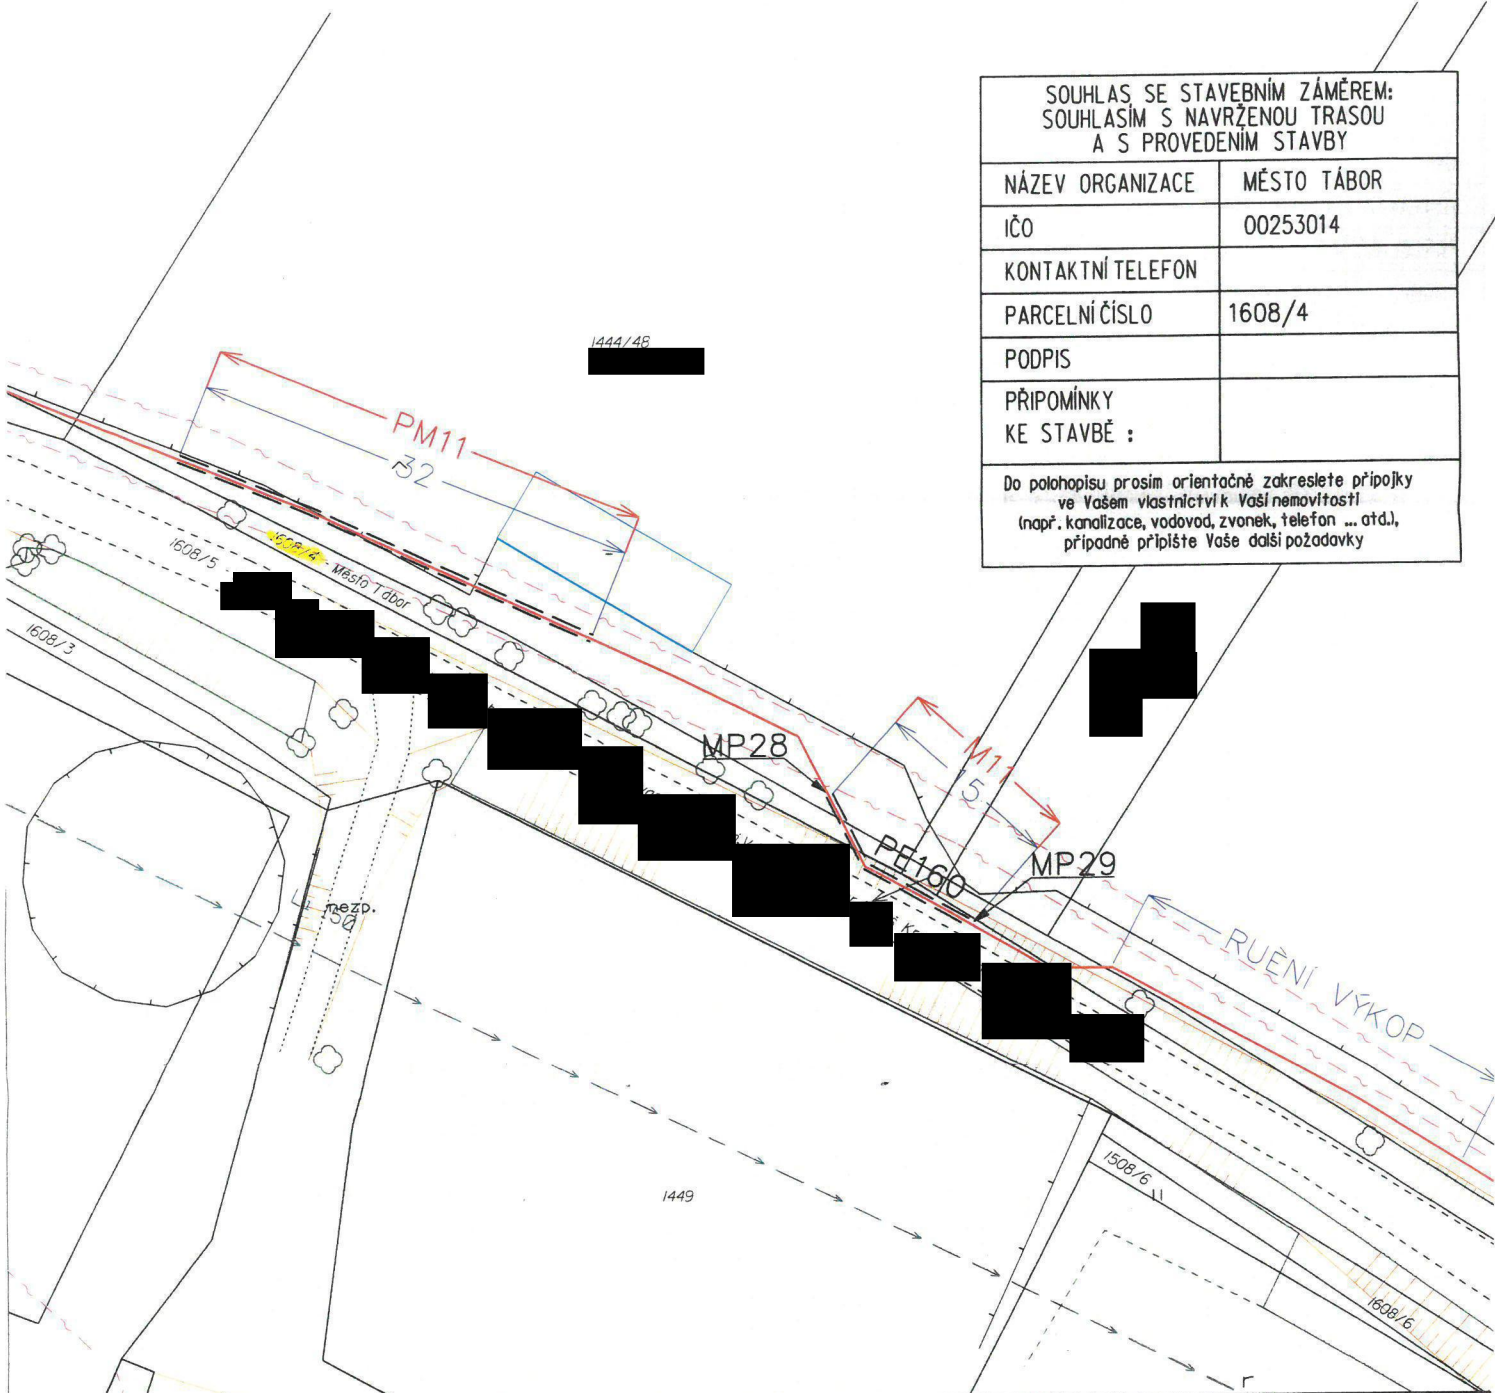 SOUHLAS SE STAVEBNÍM ZÁMĚREM:
SOUHLASÍM S NAVRŽENOU TRASOU
A S PROVEDENÍM STAVBY
NÁZEV ORGANIZACE MĚSTO TÁBOR
IČO 00253014
KONTAKTNÍ TELEFON
PARCELNÍ ČÍSLO 1608/4
PODPIS
PŘIPOMÍNKY
KE STAVBĚ :
Do polohopisu prosím orientačně zakreslete přípojky
ve Vašem vlastnictví k Vaší nemovitosti
(např. kanalizace, vodovod, zvonek, telefon ... atd.),
případně připište Vaše další požadavky
1444/48
PM11
32
1608/5
1608/4 - Město Tábor
1608/3
MP28
M11
15
PE160
MP29
RUĖNÍ VÝKOP
nezp.
1449
1508/6
1608/6